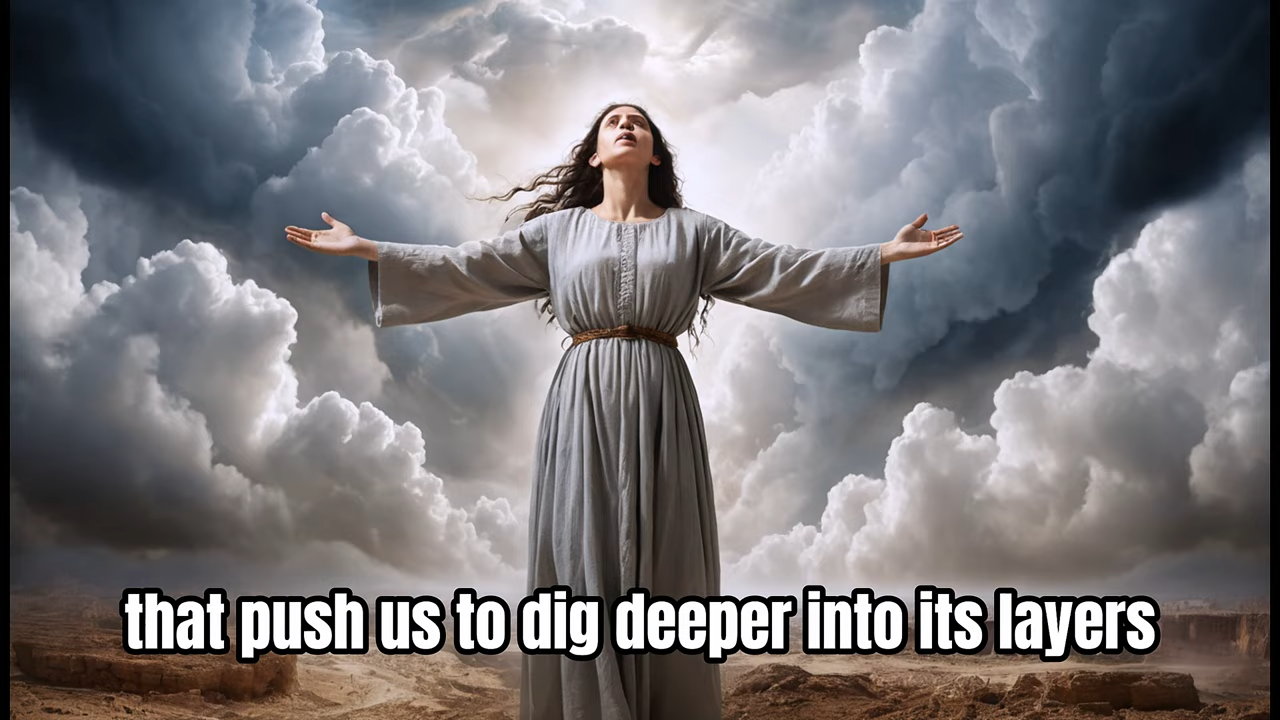 that push us to dig deeper into its layers